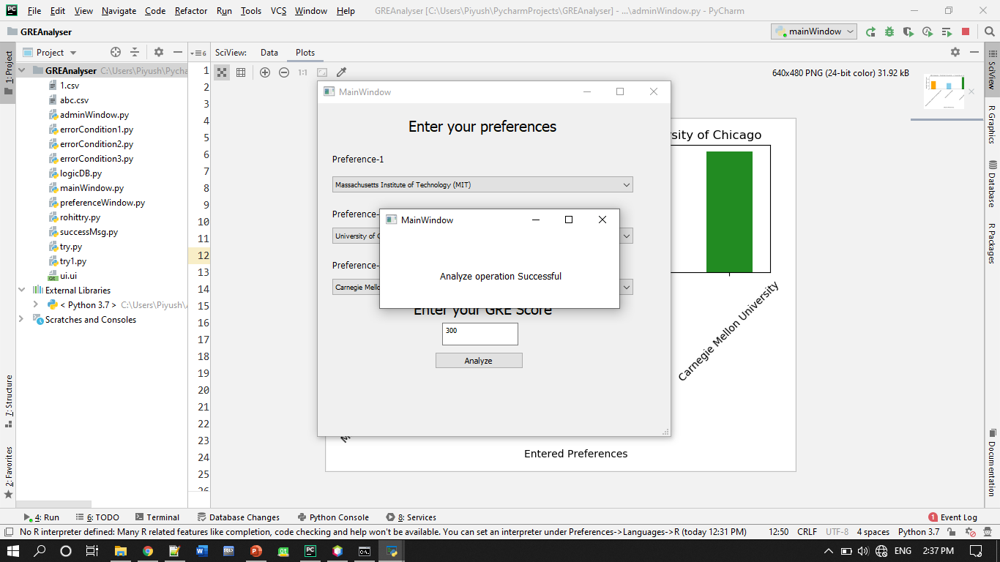 File Edit View Navigate Code Refactor Run Tools VCS Window Help GREAnalyser [C:\Users\Piyush\PycharmProjects\GREAnalyser] - ...\adminWindow.py - PyCharm
GREAnalyser
mainWindow
1: Project
Project
GREAnalyser C:\Users\Piyush\Pycha
1.csv
abc.csv
adminWindow.py
errorCondition1.py
errorCondition2.py
errorCondition3.py
logicDB.py
mainWindow.py
preferenceWindow.py
rohittry.py
successMsg.py
try.py
try1.py
ui.ui
External Libraries
< Python 3.7 > C:\Users\Piyush\
Scratches and Consoles
7: Structure
2: Favorites
6
1
2
3
4
5
6
7
8
9
10
11
12
13
14
15
16
17
18
19
20
21
22
23
24
25
26
SciView: Data Plots
1:1
640x480 PNG (24-bit color) 31.92 kB
MainWindow
Enter your preferences
Preference-1
Massachusetts Institute of Technology (MIT)
Preference-
University of C
Preference-
Carnegie Mello
MainWindow
Analyze operation Successful
Enter your GRE Score
300
Analyze
sity of Chicago
Carnegie Mellon University
M
Entered Preferences
SciView
R Graphics
Database
R Packages
Documentation
4: Run 6: TODO Terminal Database Changes Python Console 8: Services 1 Event Log
No R interpreter defined: Many R related features like completion, code checking and help won't be available. You can set an interpreter under Preferences->Languages->R (today 12:31 PM) 12:50 CRLF UTF-8 4 spaces Python 3.7
ENG 2:37 PM